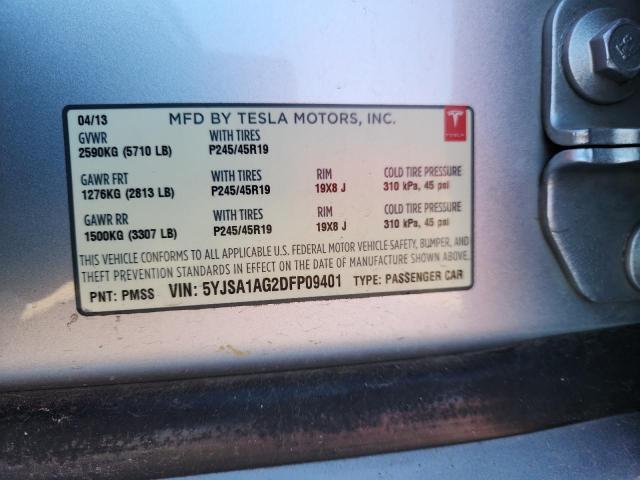 04/13 MFD BY TESLA MOTORS, INC.
TESLA
GVWR WITH TIRES
2590KG (5710 LB) P245/45R19
GAWR FRT WITH TIRES RIM COLD TIRE PRESSURE
1276KG (2813 LB) P245/45R19 19X8 J 310 kPa, 45 psi
GAWR RR WITH TIRES RIM COLD TIRE PRESSURE
1500KG (3307 LB) P245/45R19 19X8 J 310 kPa, 45 psi
THIS VEHICLE CONFORMS TO ALL APPLICABLE U.S. FEDERAL MOTOR VEHICLE SAFETY, BUMPER, AND
THEFT PREVENTION STANDARDS IN EFFECT ON THE DATE OF MANUFACTURE SHOWN ABOVE.
PNT: PMSS VIN: 5YJSA1AG2DFP09401 TYPE: PASSENGER CAR